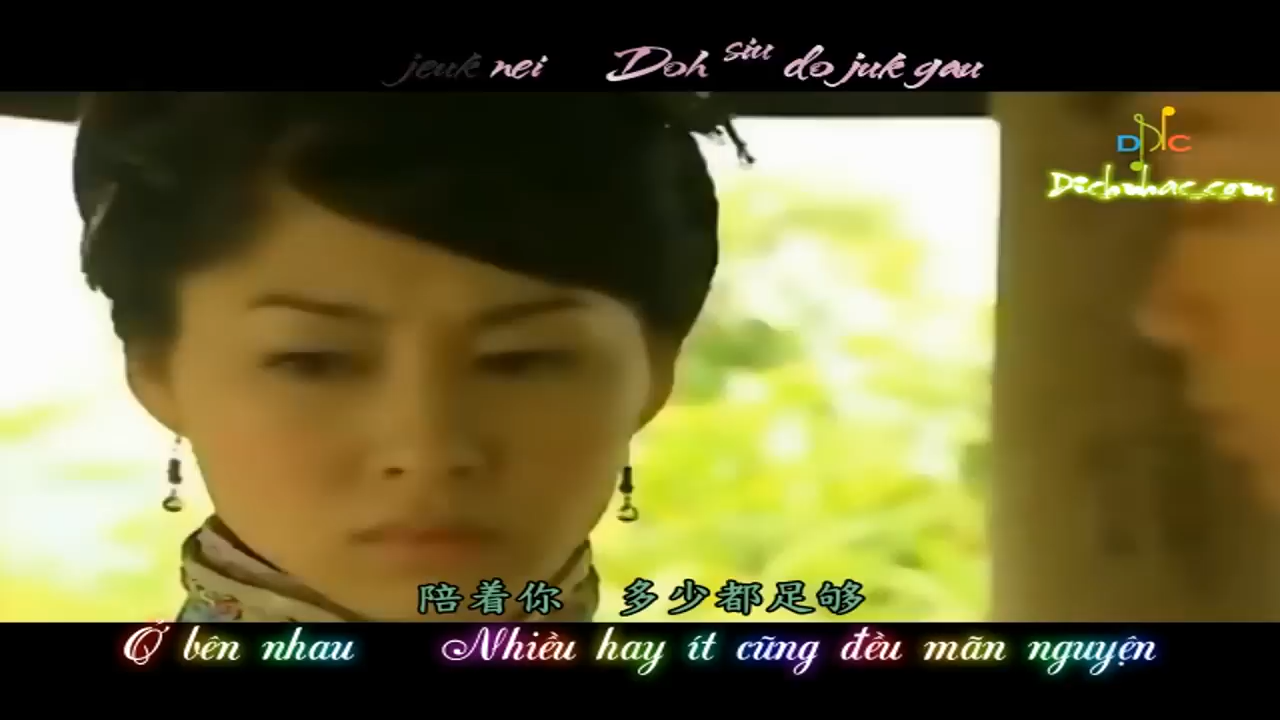 jeuk nei Doh siu do juk gau
DNC
Dichnhac.com
陪着你 多少都足够
Ở bên nhau Nhiều hay ít cũng đều mãn nguyện